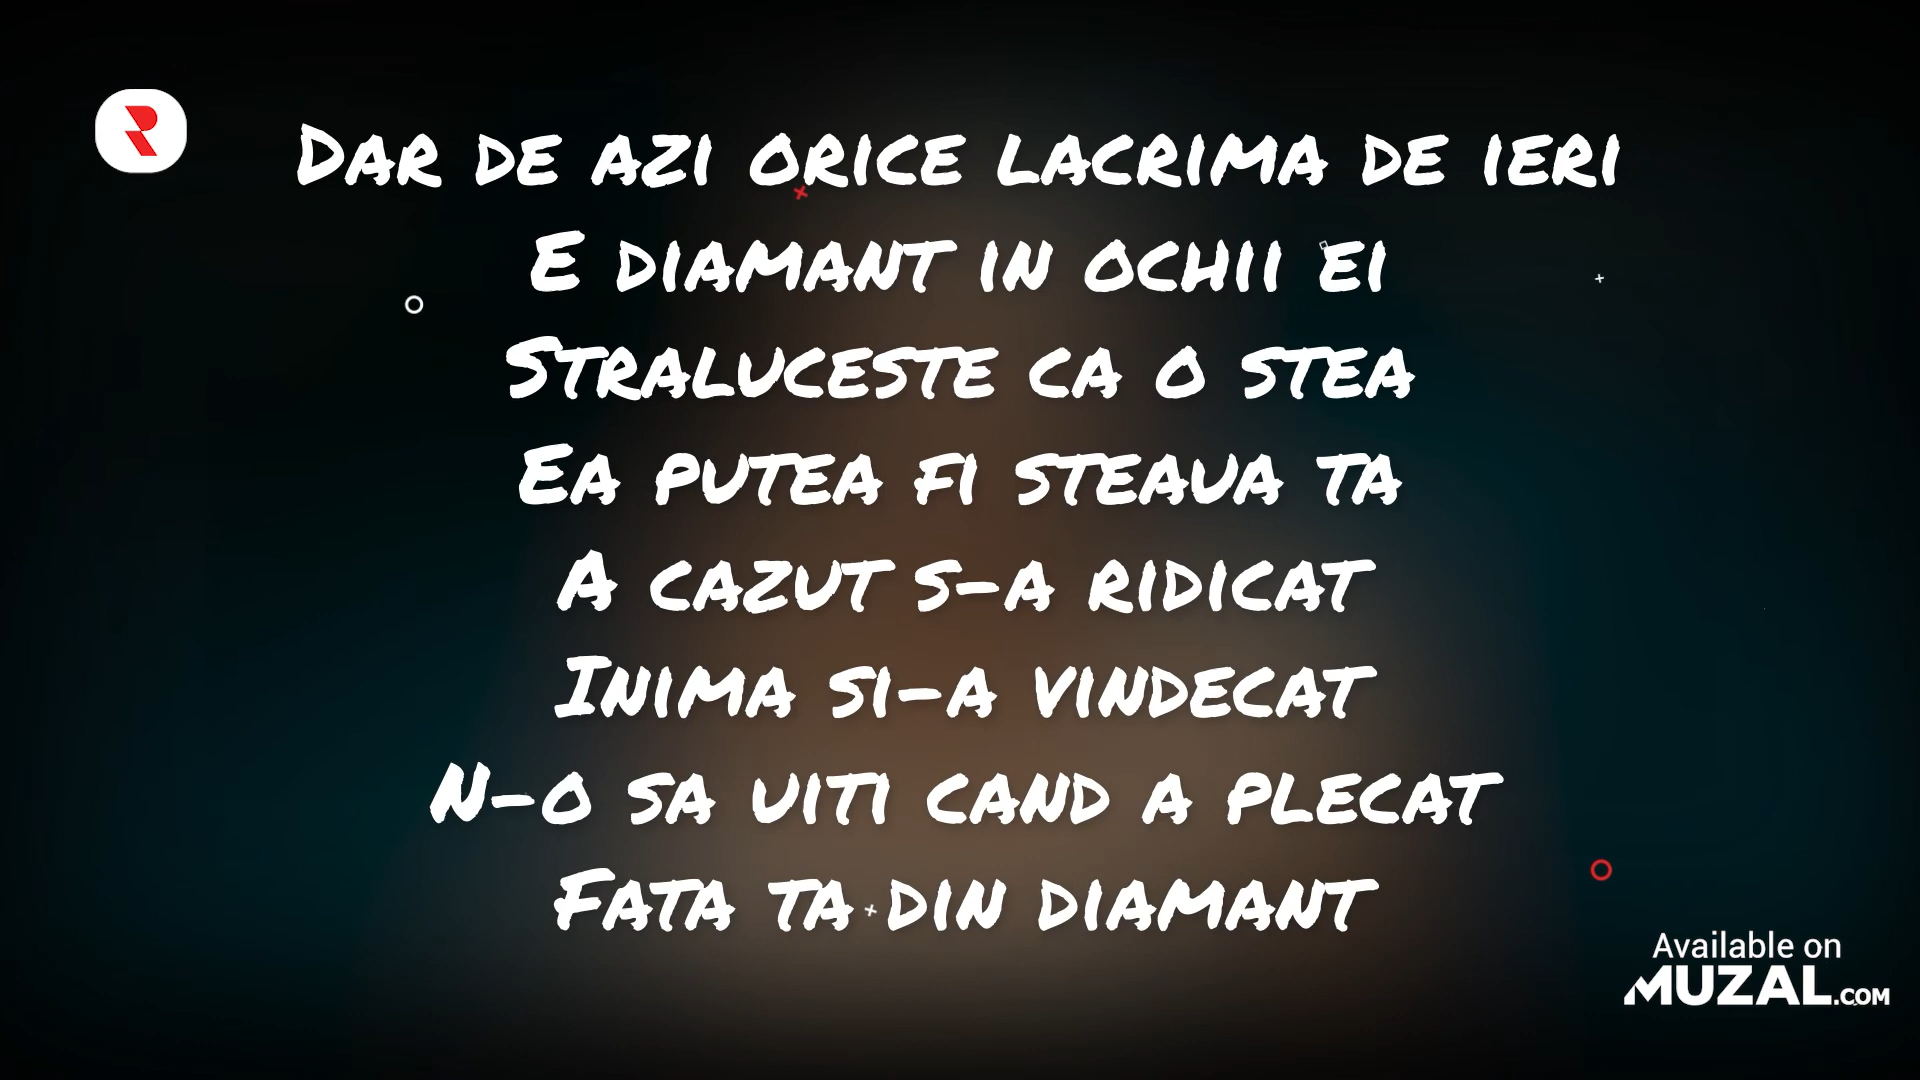 Dar de azi orice lacrima de ieri
E diamant in ochii ei
Straluceste ca o stea
Ea putea fi steaua ta
A cazut s-a ridicat
Inima si-a vindecat
N-o sa uiti cand a plecat
Fata ta din diamant
Available on
MUZAL.COM